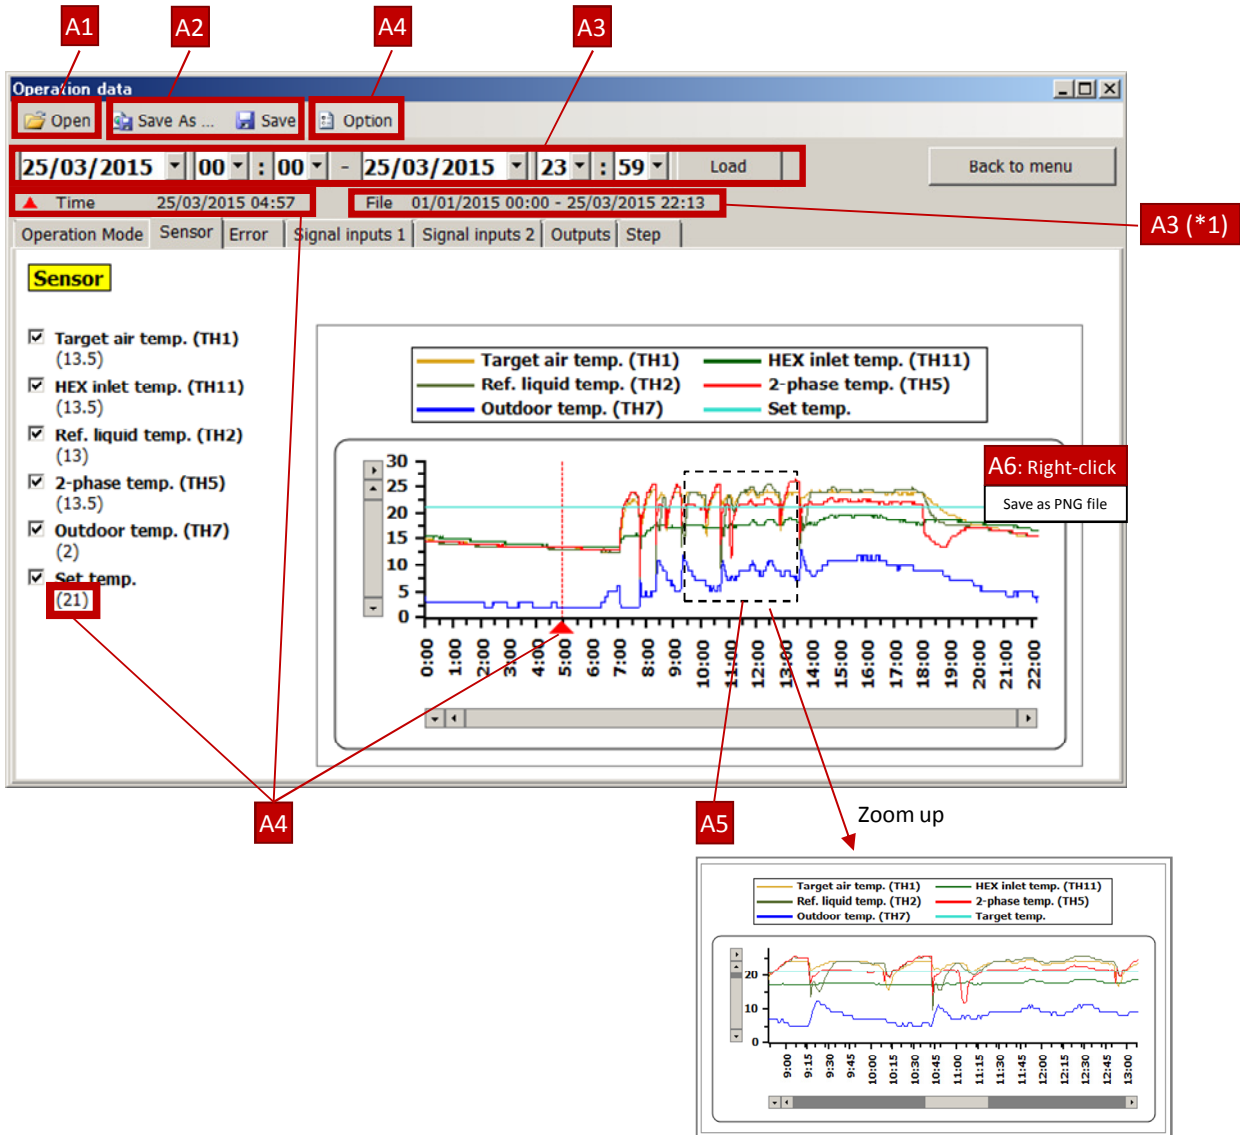 A1 A2 A4 A3
Operation data
Open Save As ... Save Option
25/03/2015 00 : 00 - 25/03/2015 23 : 59 Load Back to menu
Time 25/03/2015 04:57 File 01/01/2015 00:00 - 25/03/2015 22:13
A3 (*1)
Operation Mode Sensor Error Signal inputs 1 Signal inputs 2 Outputs Step
Sensor
Target air temp. (TH1)
(13.5)
HEX inlet temp. (TH11)
(13.5)
Ref. liquid temp. (TH2)
(13)
2-phase temp. (TH5)
(13.5)
Outdoor temp. (TH7)
(2)
Set temp.
(21)
Target air temp. (TH1) HEX inlet temp. (TH11)
Ref. liquid temp. (TH2) 2-phase temp. (TH5)
Outdoor temp. (TH7) Set temp.
A6: Right-click
Save as PNG file
30
25
20
15
10
5
0
0:00 1:00 2:00 3:00 4:00 5:00 6:00 7:00 8:00 9:00 10:00 11:00 12:00 13:00 14:00 15:00 16:00 17:00 18:00 19:00 20:00 21:00 22:00
A4
A5
Zoom up
Target air temp. (TH1) HEX inlet temp. (TH11)
Ref. liquid temp. (TH2) 2-phase temp. (TH5)
Outdoor temp. (TH7) Target temp.
20
10
0
9:00 9:15 9:30 9:45 10:00 10:15 10:30 10:45 11:00 11:15 11:30 11:45 12:00 12:15 12:30 12:45 13:00